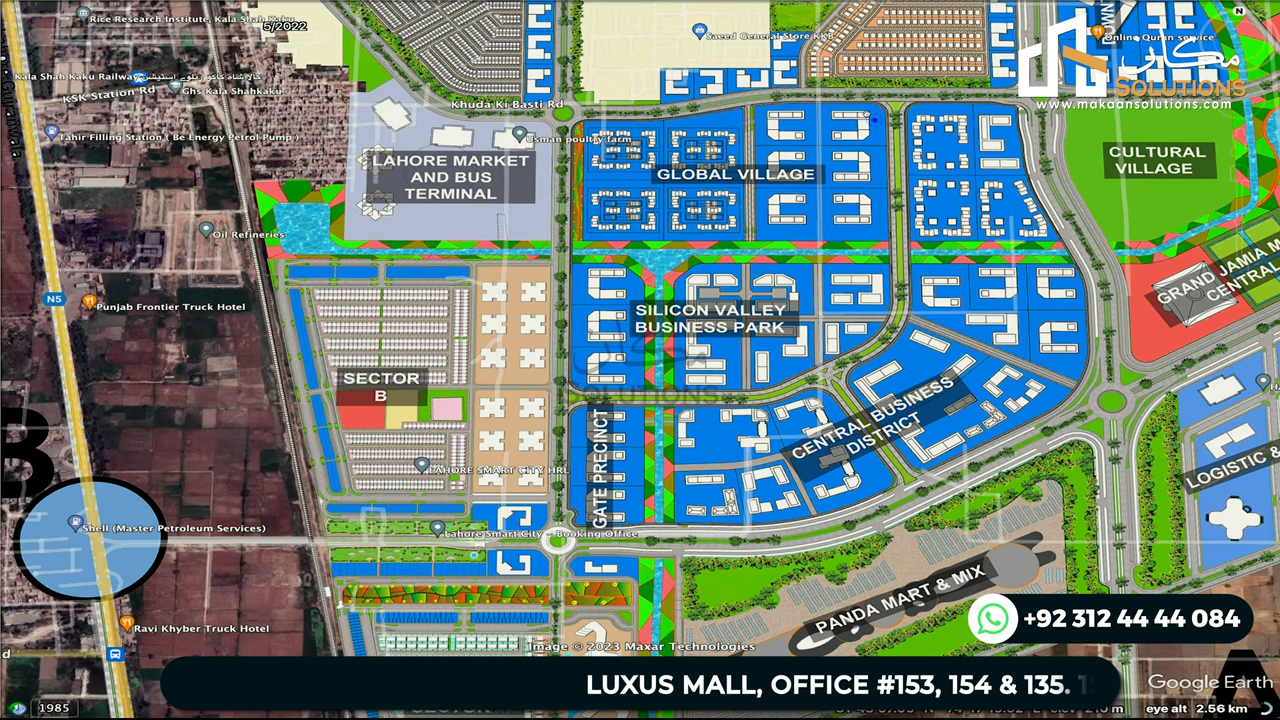 Rice Research Institute, Kala Shah Kaku
5/2022
Saeed General Store KKB
Online Quran service
N
مکان
SOLUTIONS
www.makaansolutions.com
Kala Shah Kaku Railway
KSK Station Rd
Ghs Kala Shahkaku
Khuda Ki Basti Rd
Tahir Filling Station ( Be Energy Petrol Pump )
Usman poultry farm
LAHORE MARKET
AND BUS
TERMINAL
GLOBAL VILLAGE
CULTURAL
VILLAGE
Oil Refineries
GRAND JAMIA M
CENTRAL
N5
Punjab Frontier Truck Hotel
SILICON VALLEY
BUSINESS PARK
SECTOR
B
CENTRAL BUSINESS
DISTRICT
GATE PRECINCT
LAHORE SMART CITY HRL
LOGISTIC &
B
Shell (Master Petroleum Services)
Lahore Smart City - Booking Office
PANDA MART & MIX
+92 312 44 44 084
Ravi Khyber Truck Hotel
Image © 2023 Maxar Technologies
LUXUS MALL, OFFICE #153, 154 & 135.
Google Earth
A
1985
eye alt 2.56 km